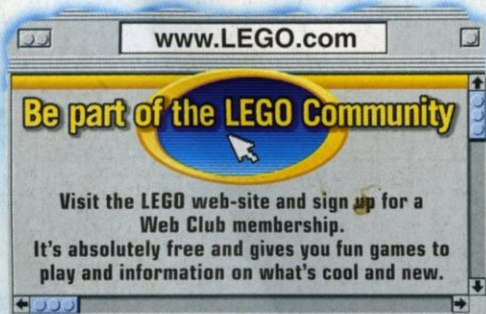 www.LEGO.com
Be part of the LEGO Community
Visit the LEGO web-site and sign up for a
Web Club membership.
It's absolutely free and gives you fun games to
play and information on what's cool and new.